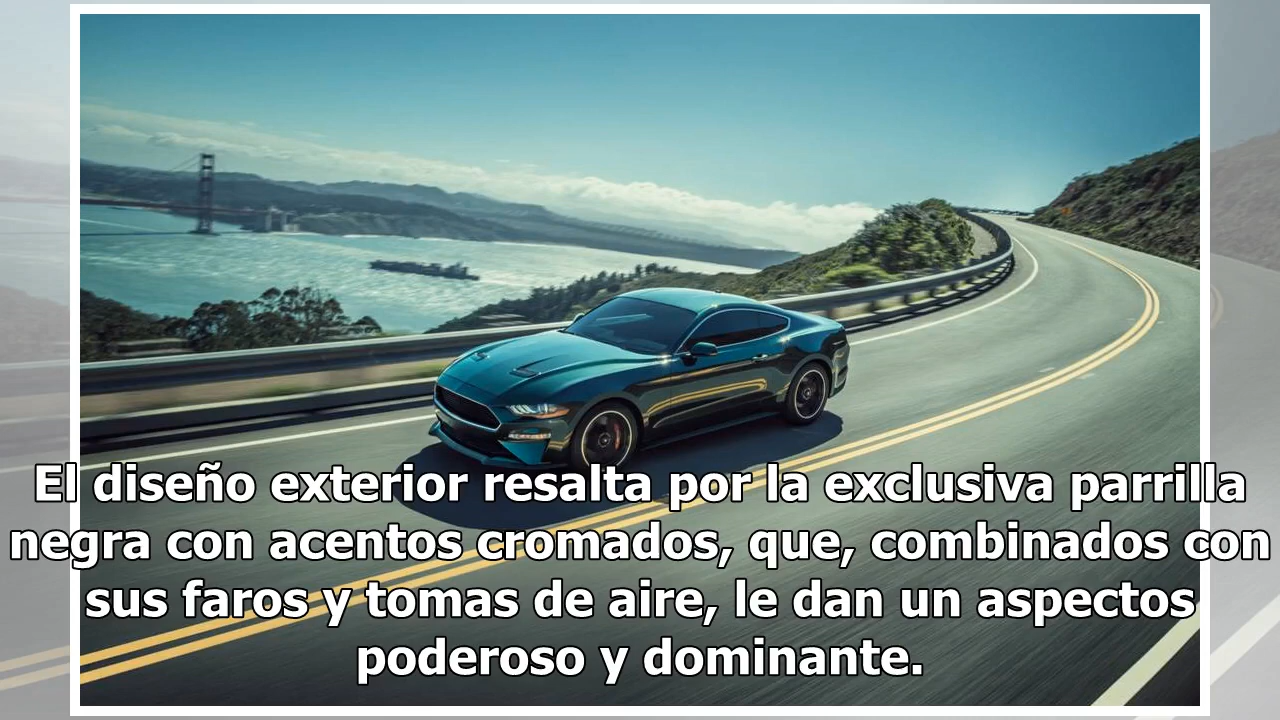 El diseño exterior resalta por la exclusiva parrilla
negra con acentos cromados, que, combinados con
sus faros y tomas de aire, le dan un aspectos
poderoso y dominante.